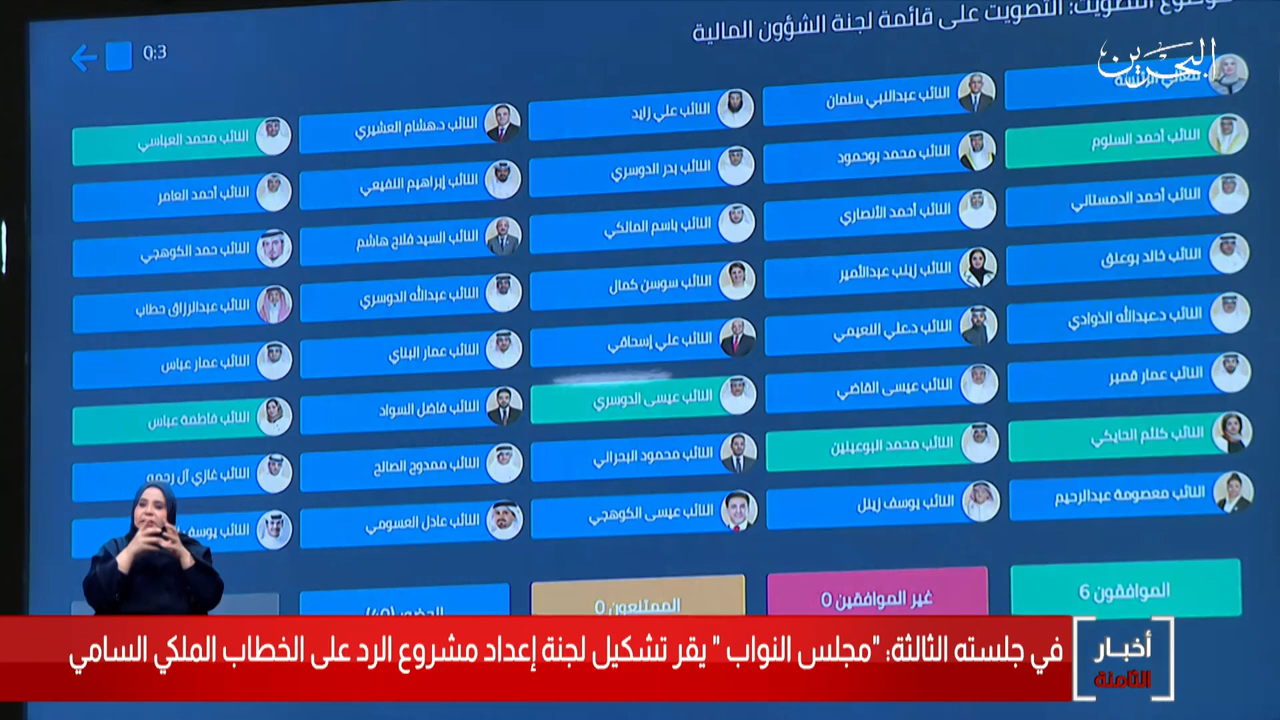 موضوع التصويت: التصويت على قائمة لجنة الشؤون المالية
0:3
البحرين
معالي الرئيسة
النائب عبدالنبي سلمان
النائب علي زايد
النائب د.هشام العشيري
النائب محمد العباسي
النائب أحمد السلوم
النائب محمد بوحمود
النائب بدر الدوسري
النائب إبراهيم النفيعي
النائب أحمد العامر
النائب أحمد الدمستاني
النائب أحمد الأنصاري
النائب باسم المالكي
النائب السيد فلاح هاشم
النائب حمد الكوهجي
النائب خالد بوعنق
النائب زينب عبدالأمير
النائب سوسن كمال
النائب عبدالله الدوسري
النائب عبدالرزاق حطاب
النائب د.عبدالله الذوادي
النائب د.علي النعيمي
النائب علي إسحاقي
النائب عمار البناي
النائب عمار عباس
النائب عمار قمبر
النائب عيسى القاضي
النائب عيسى الدوسري
النائب فاضل السواد
النائب فاطمة عباس
النائب كلثم الحايكي
النائب محمد البوعينين
النائب محمود البحراني
النائب ممدوح الصالح
النائب غازي آل رحمه
النائب معصومة عبدالرحيم
النائب يوسف زينل
النائب عيسى الكوهجي
النائب عادل العسومي
النائب يوسف
الموافقون 6
غير الموافقين 0
الممتنعون 0
الحضور (40)
أخبار
الثامنة
في جلسته الثالثة: "مجلس النواب " يقر تشكيل لجنة إعداد مشروع الرد على الخطاب الملكي السامي